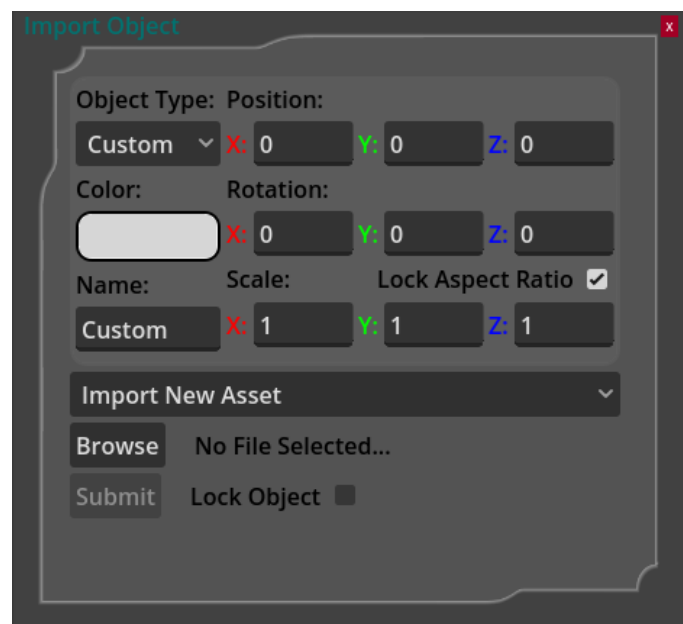 Import Object x
Object Type: Position:
Custom X: 0 Y: 0 Z: 0
Color: Rotation:
X: 0 Y: 0 Z: 0
Name: Scale: Lock Aspect Ratio
Custom X: 1 Y: 1 Z: 1
Import New Asset
Browse No File Selected...
Submit Lock Object